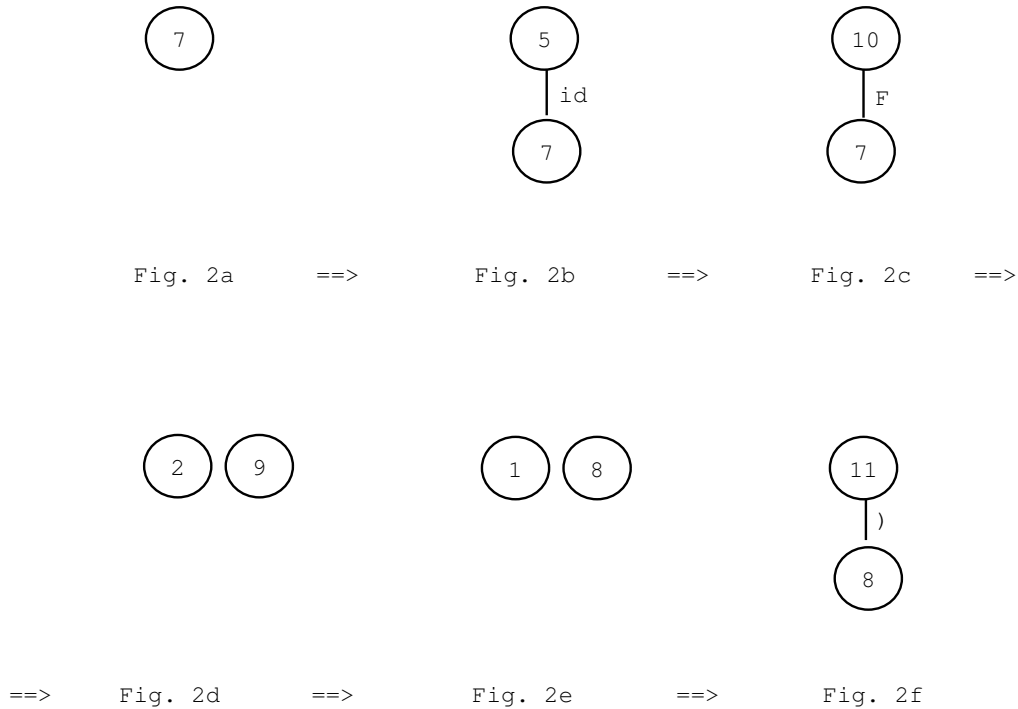 7 5 10
id F
7 7
Fig. 2a ==> Fig. 2b ==> Fig. 2c ==>
2 9 1 8 11
)
8
==> Fig. 2d ==> Fig. 2e ==> Fig. 2f